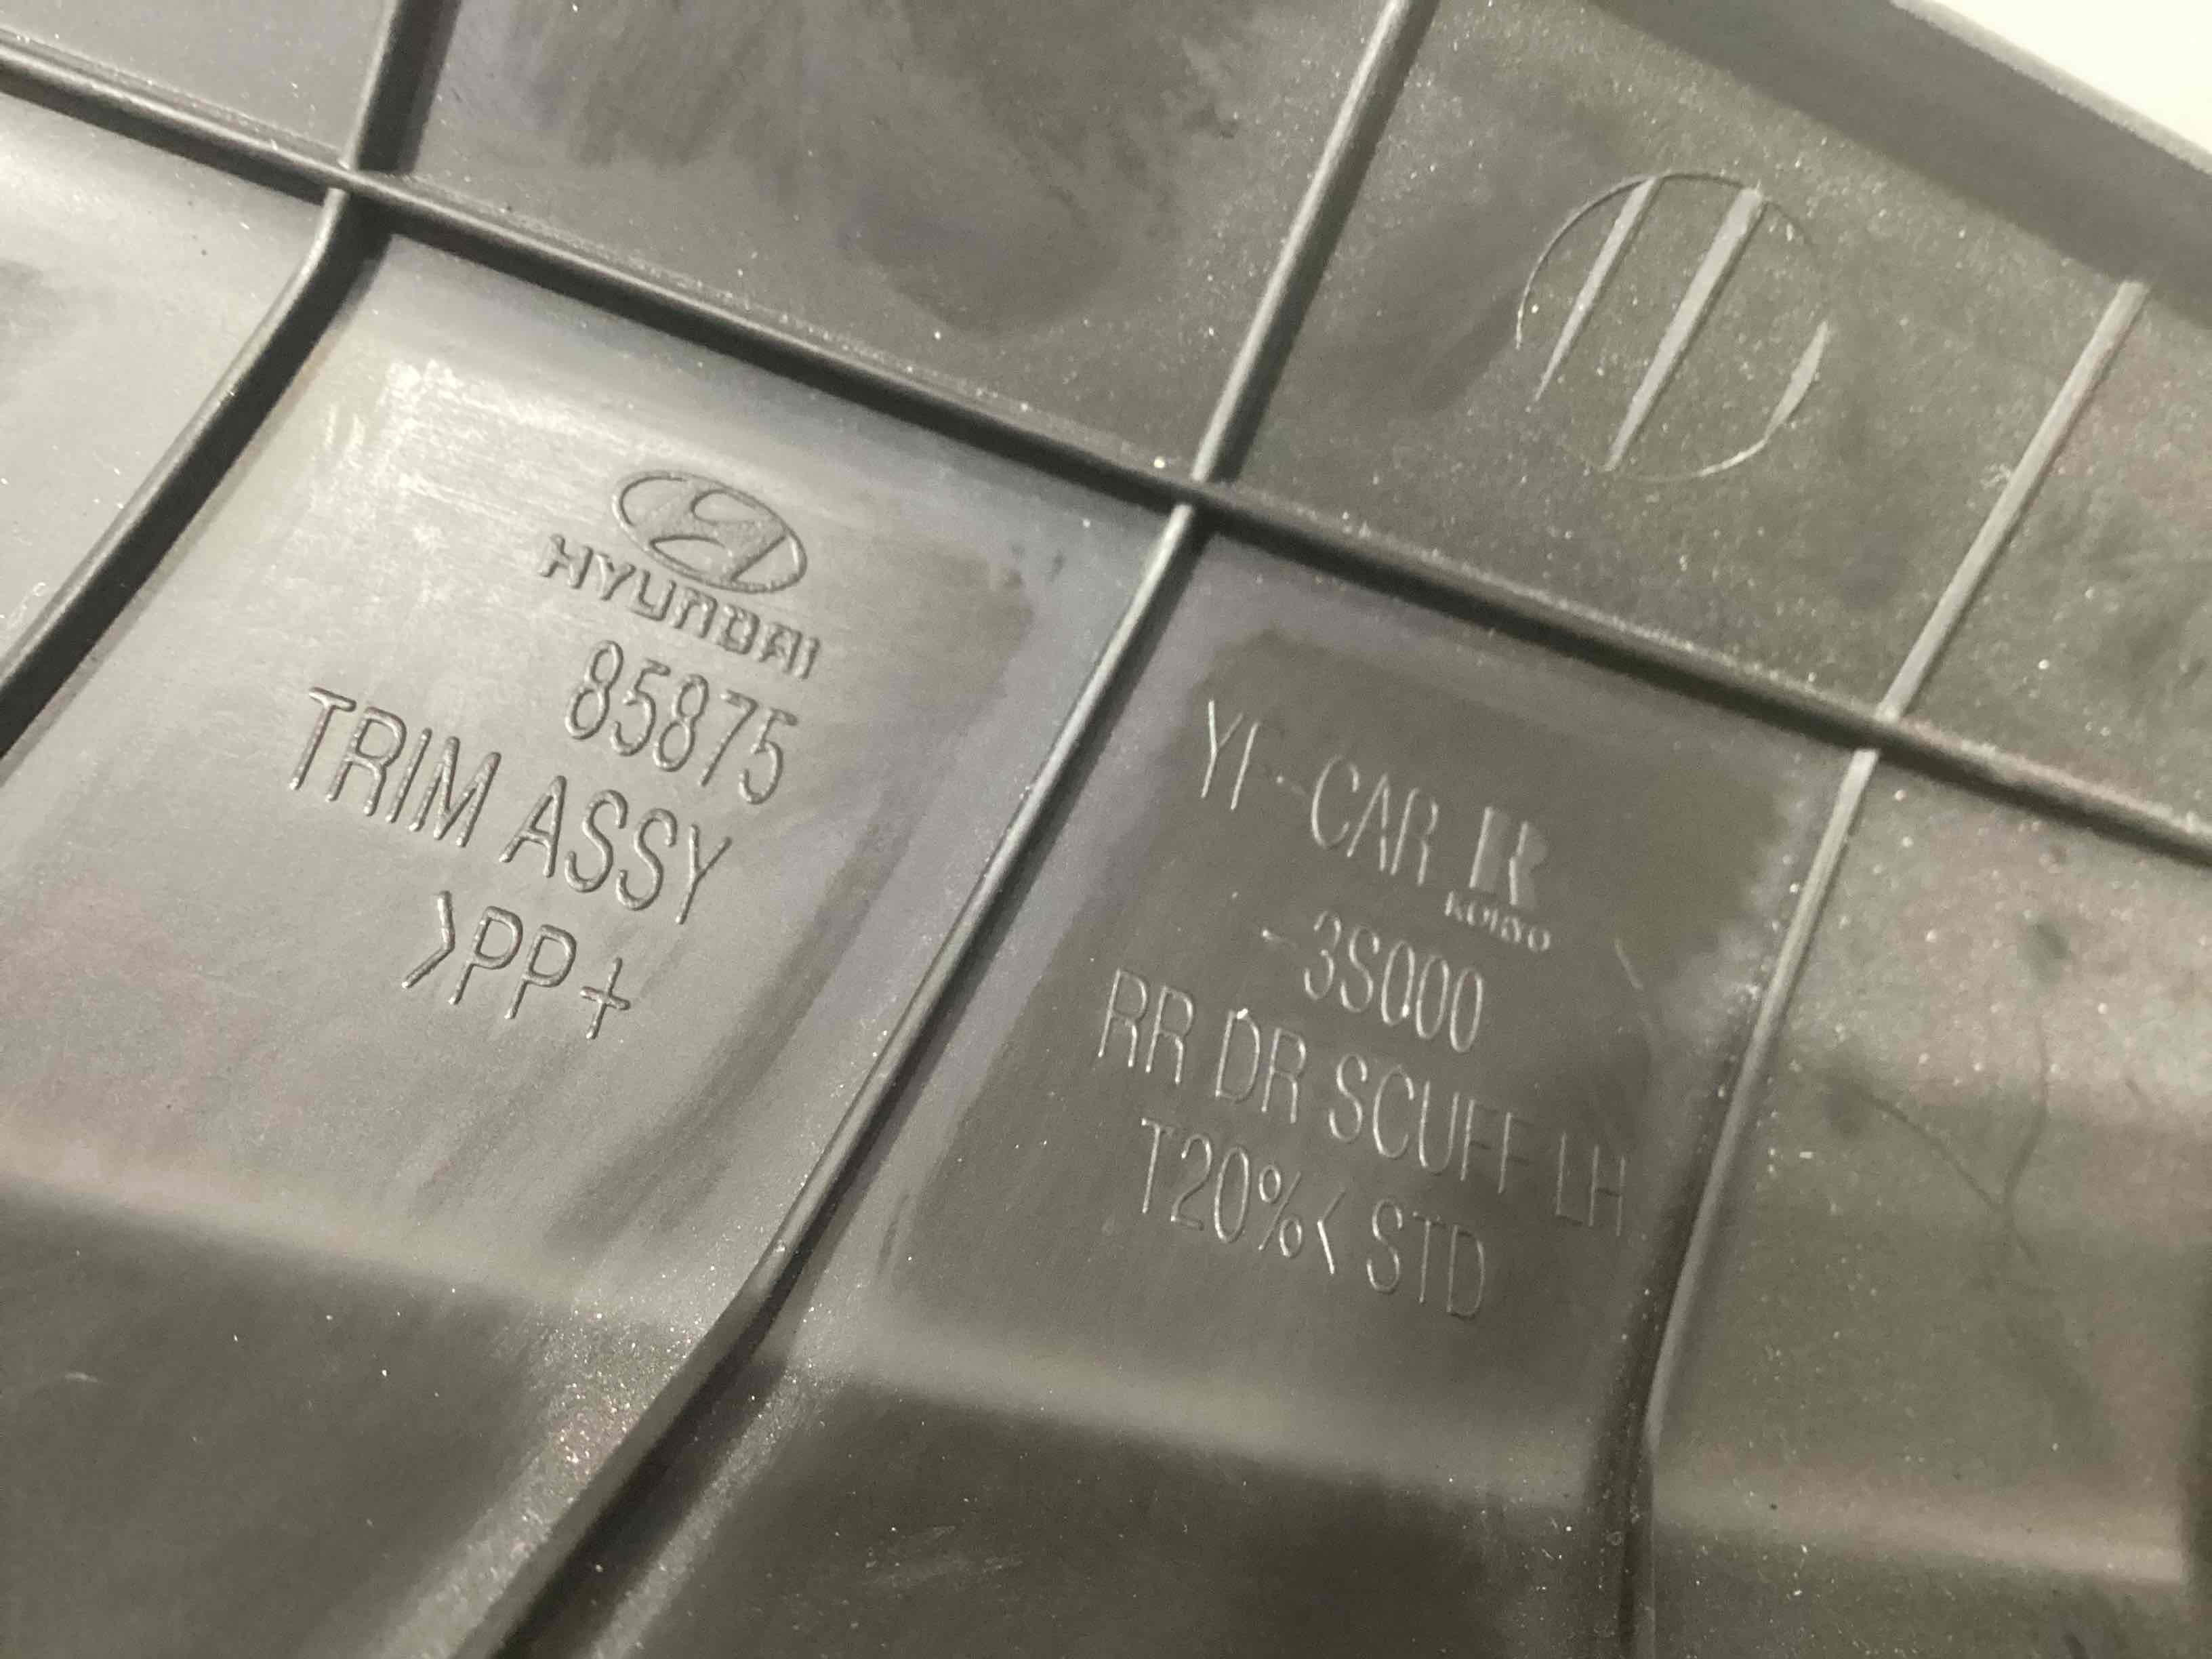 HYUNDAI
85875
TRIM ASSY
>PP+
YF-CAR
-3S000
RR DR SCUFF LH
T20%< STD